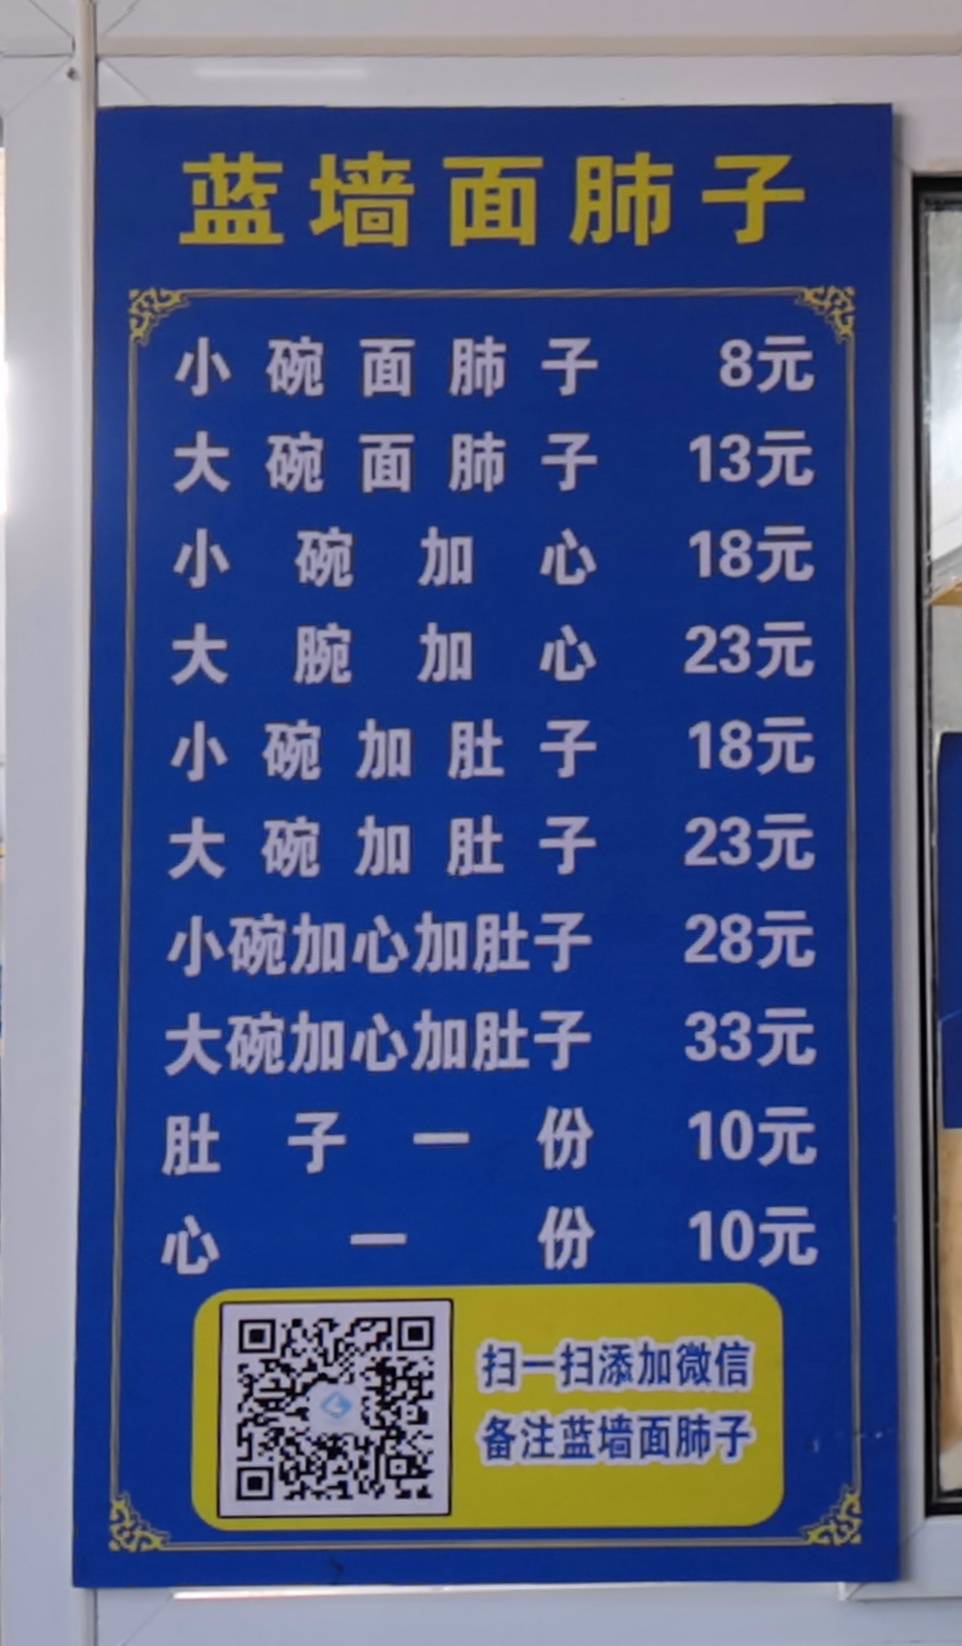 蓝墙面肺子
小碗面肺子 8元
大碗面肺子 13元
小碗加心 18元
大腕加心 23元
小碗加肚子 18元
大碗加肚子 23元
小碗加心加肚子 28元
大碗加心加肚子 33元
肚子一份 10元
心一份 10元
扫一扫添加微信
备注蓝墙面肺子